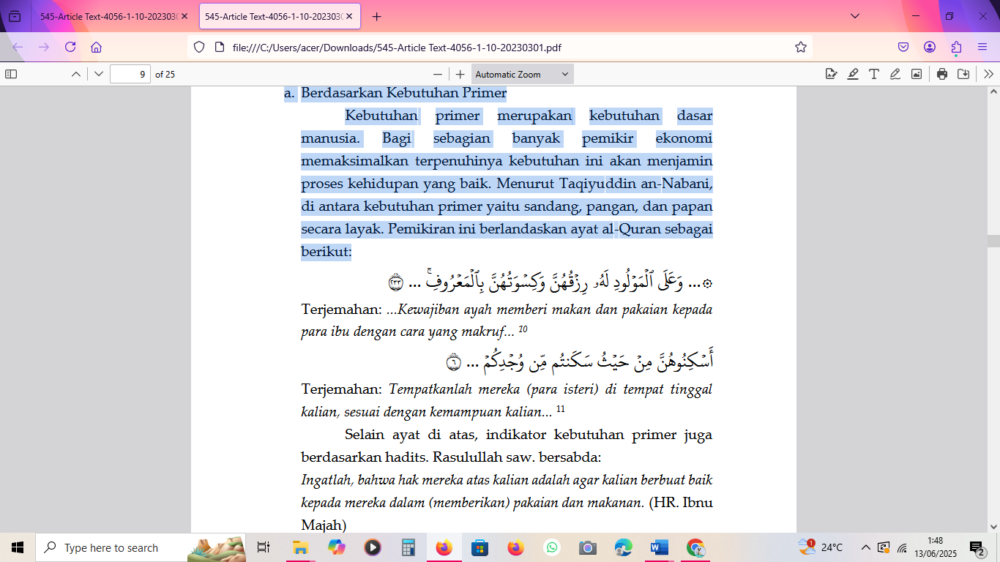 545-Article Text-4056-1-10-202303
545-Article Text-4056-1-10-202303
file:///C:/Users/acer/Downloads/545-Article Text-4056-1-10-20230301.pdf
9 of 25
Automatic Zoom
a. Berdasarkan Kebutuhan Primer
Kebutuhan primer merupakan kebutuhan dasar
manusia. Bagi sebagian banyak pemikir ekonomi
memaksimalkan terpenuhinya kebutuhan ini akan menjamin
proses kehidupan yang baik. Menurut Taqiyuddin an-Nabani,
di antara kebutuhan primer yaitu sandang, pangan, dan papan
secara layak. Pemikiran ini berlandaskan ayat al-Quran sebagai
berikut:
۞... وَعَلَى ٱلۡمَوۡلُودِ لَهُۥ رِزۡقُهُنَّ وَكِسۡوَتُهُنَّ بِٱلۡمَعۡرُوفِۚ ... ٢٣٣
Terjemahan: ...Kewajiban ayah memberi makan dan pakaian kepada
para ibu dengan cara yang makruf... 10
أَسۡكِنُوهُنَّ مِنۡ حَيۡثُ سَكَنتُم مِّن وُجۡدِكُمۡ ... ٦
Terjemahan: Tempatkanlah mereka (para isteri) di tempat tinggal
kalian, sesuai dengan kemampuan kalian... 11
Selain ayat di atas, indikator kebutuhan primer juga
berdasarkan hadits. Rasulullah saw. bersabda:
Ingatlah, bahwa hak mereka atas kalian adalah agar kalian berbuat baik
kepada mereka dalam (memberikan) pakaian dan makanan. (HR. Ibnu
Majah)
Type here to search
1
24°C
1:48
13/06/2025
2